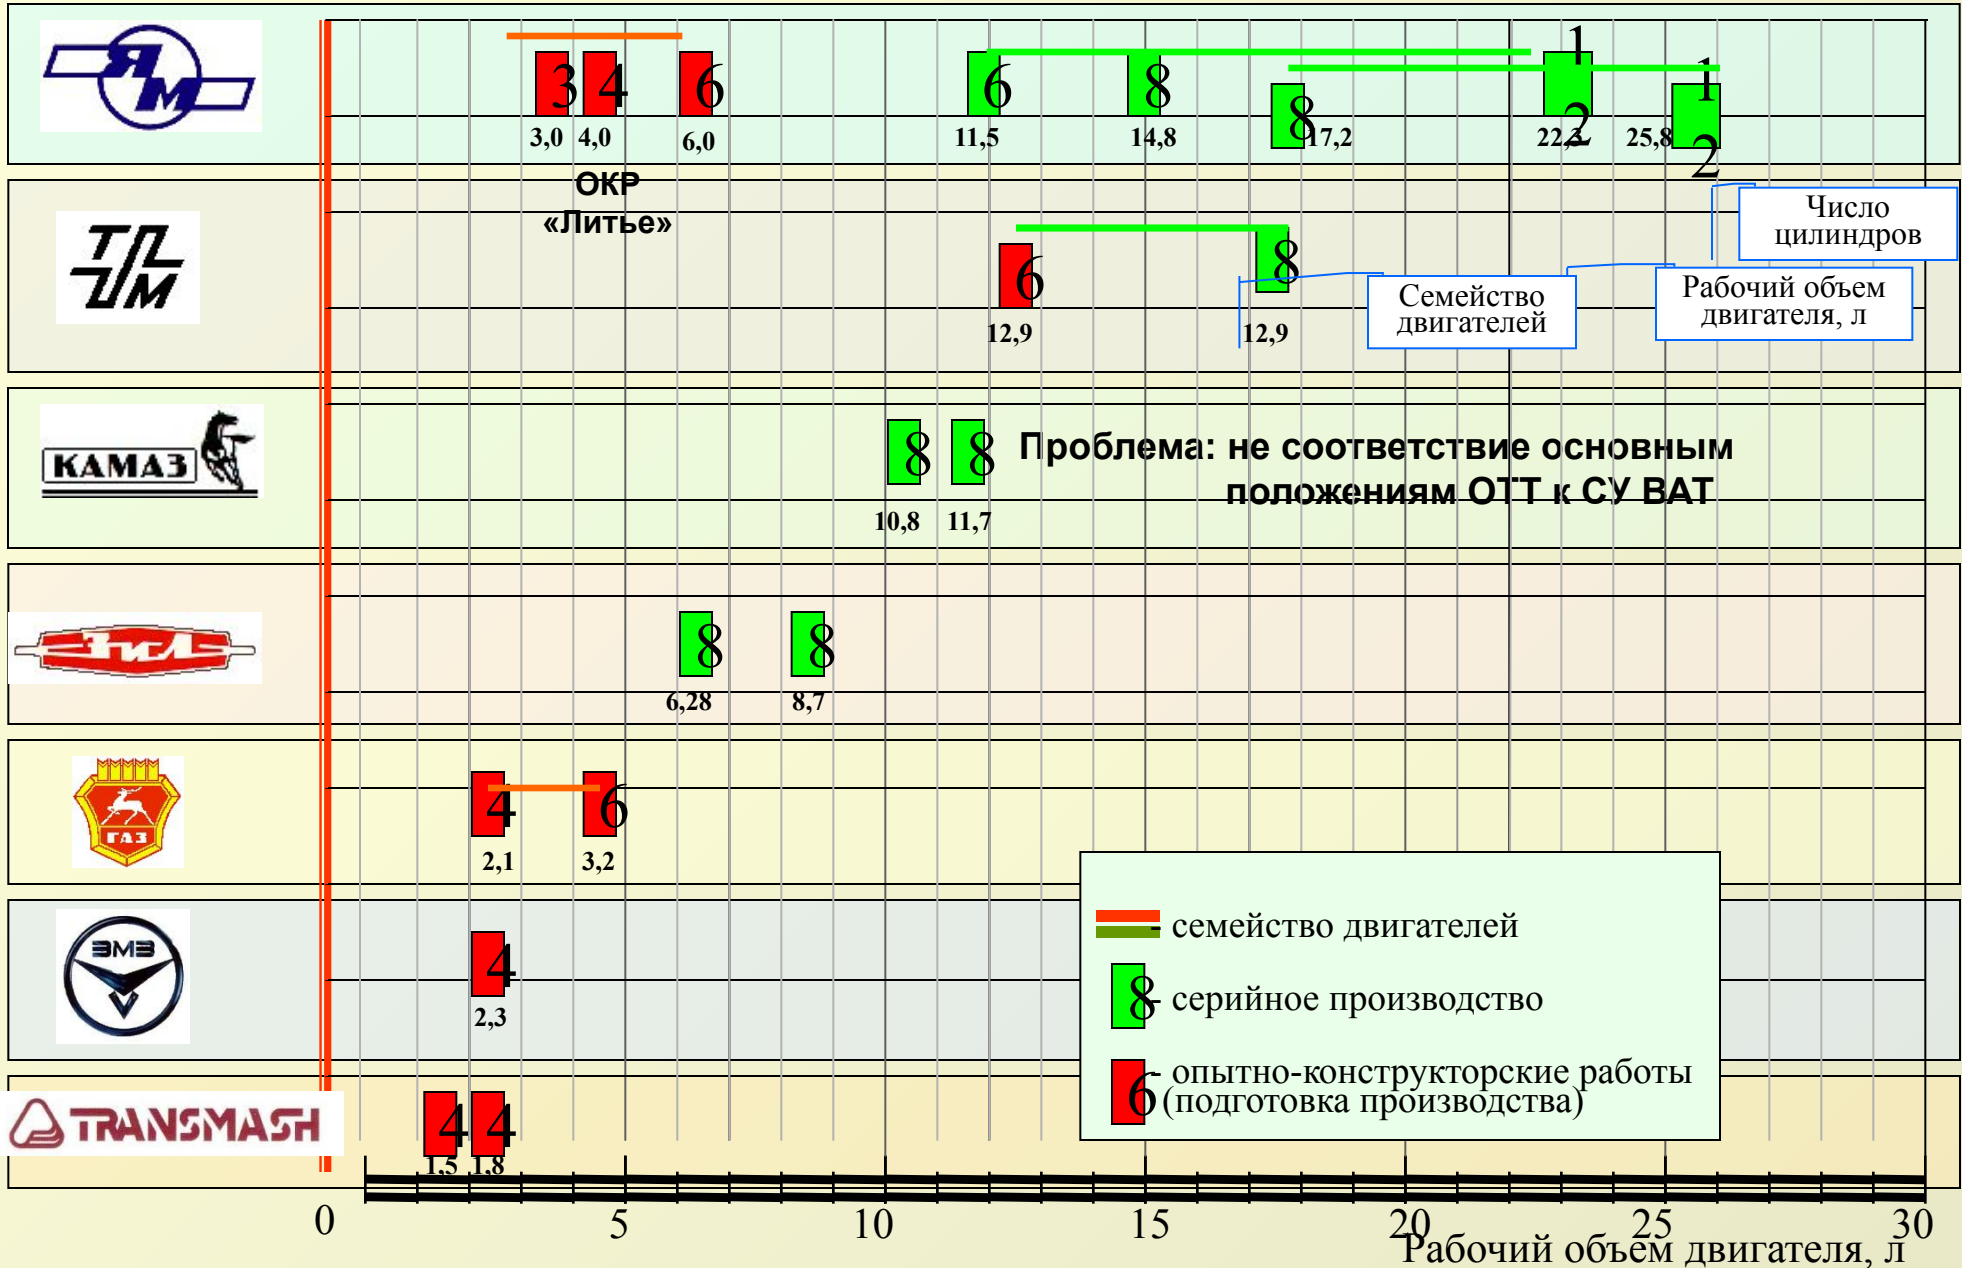 ЯМ
3 4 6 6 8 8 12 12
3,0 4,0 6,0 11,5 14,8 17,2 22,3 25,8
ОКР
«Литье»
Число
цилиндров
6 8
Семейство
двигателей
Рабочий объем
двигателя, л
12,9 12,9
КАМАЗ
8 8
Проблема: не соответствие основным
положениям ОТТ к СУ ВАТ
10,8 11,7
ЗиЛ
8 8
6,28 8,7
ГАЗ
4 6
2,1 3,2
ЗМЗ
4
2,3
- семейство двигателей
8 - серийное производство
6 - опытно-конструкторские работы
(подготовка производства)
TRANSMASH
4 4
1,5 1,8
0 5 10 15 20 25 30
Рабочий объем двигателя, л